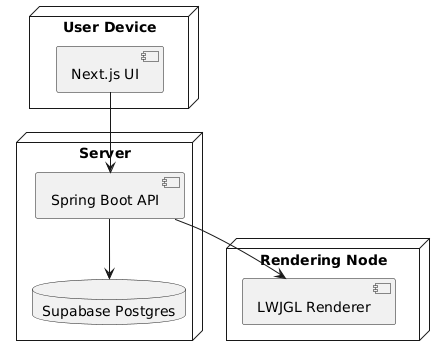 User Device
Next.js UI
Server
Spring Boot API
Supabase Postgres
Rendering Node
LWJGL Renderer